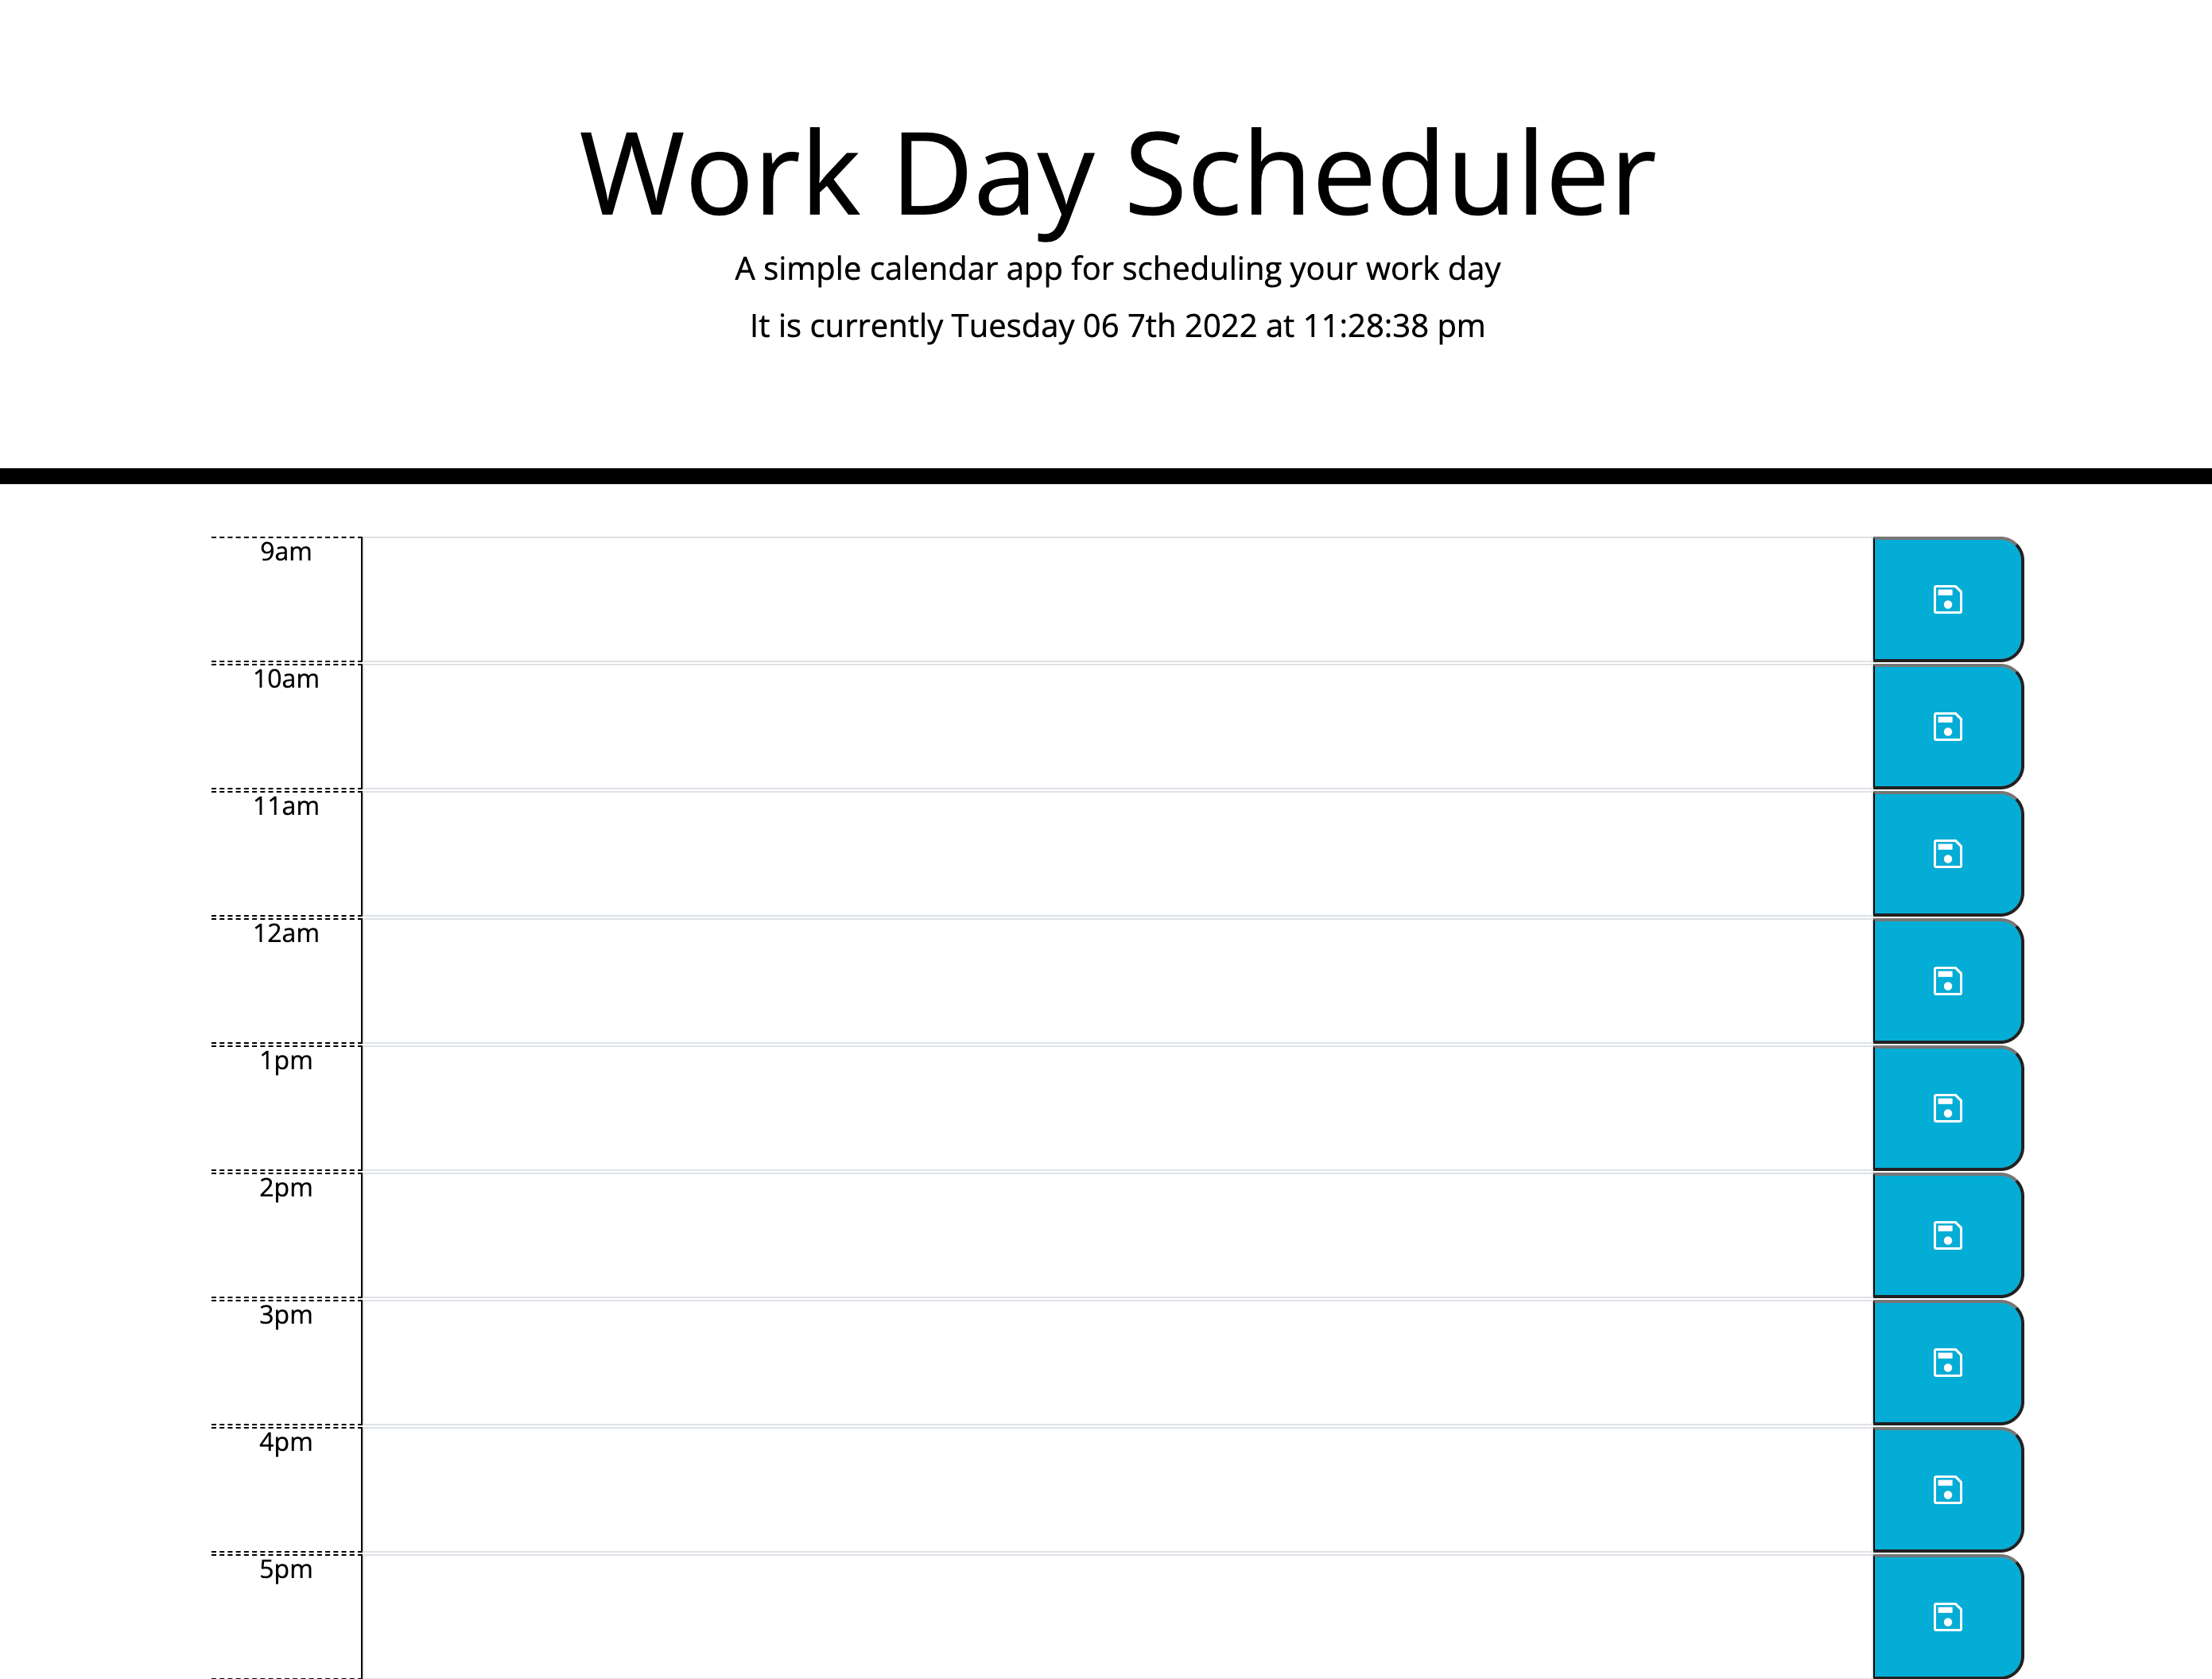 Work Day Scheduler
A simple calendar app for scheduling your work day
It is currently Tuesday 06 7th 2022 at 11:28:38 pm
9am
10am
11am
12am
1pm
2pm
3pm
4pm
5pm